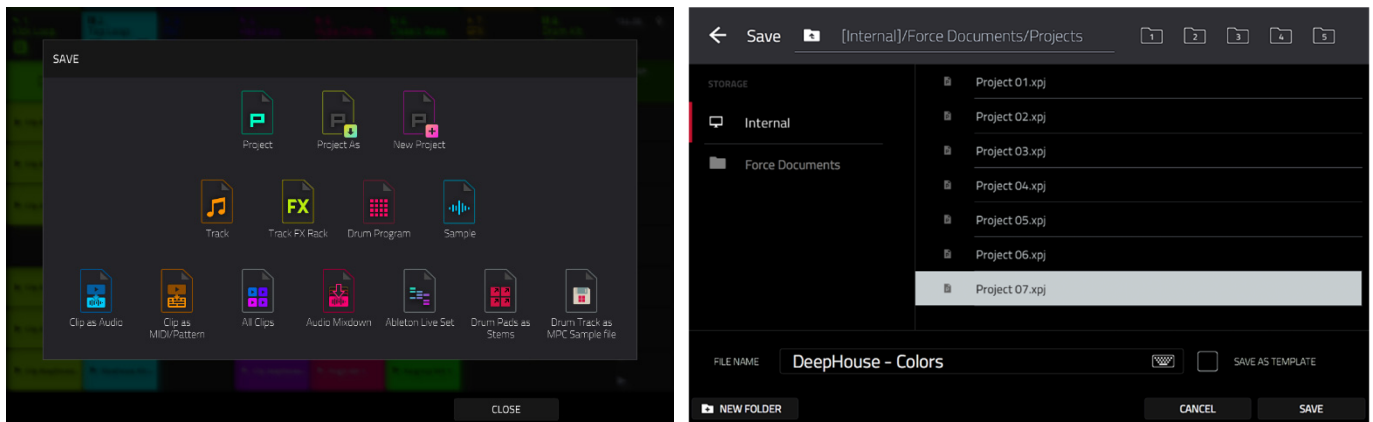 SAVE
Project
Project As
New Project
Track
Track FX Rack
Drum Program
Sample
Clip as Audio
Clip as
MIDI/Pattern
All Clips
Audio Mixdown
Ableton Live Set
Drum Pads as
Stems
Drum Track as
MPC Sample file
CLOSE
Save
[Internal]/Force Documents/Projects
1
2
3
4
5
STORAGE
Internal
Force Documents
Project 01.xpj
Project 02.xpj
Project 03.xpj
Project 04.xpj
Project 05.xpj
Project 06.xpj
Project 07.xpj
FILE NAME
DeepHouse - Colors
SAVE AS TEMPLATE
NEW FOLDER
CANCEL
SAVE